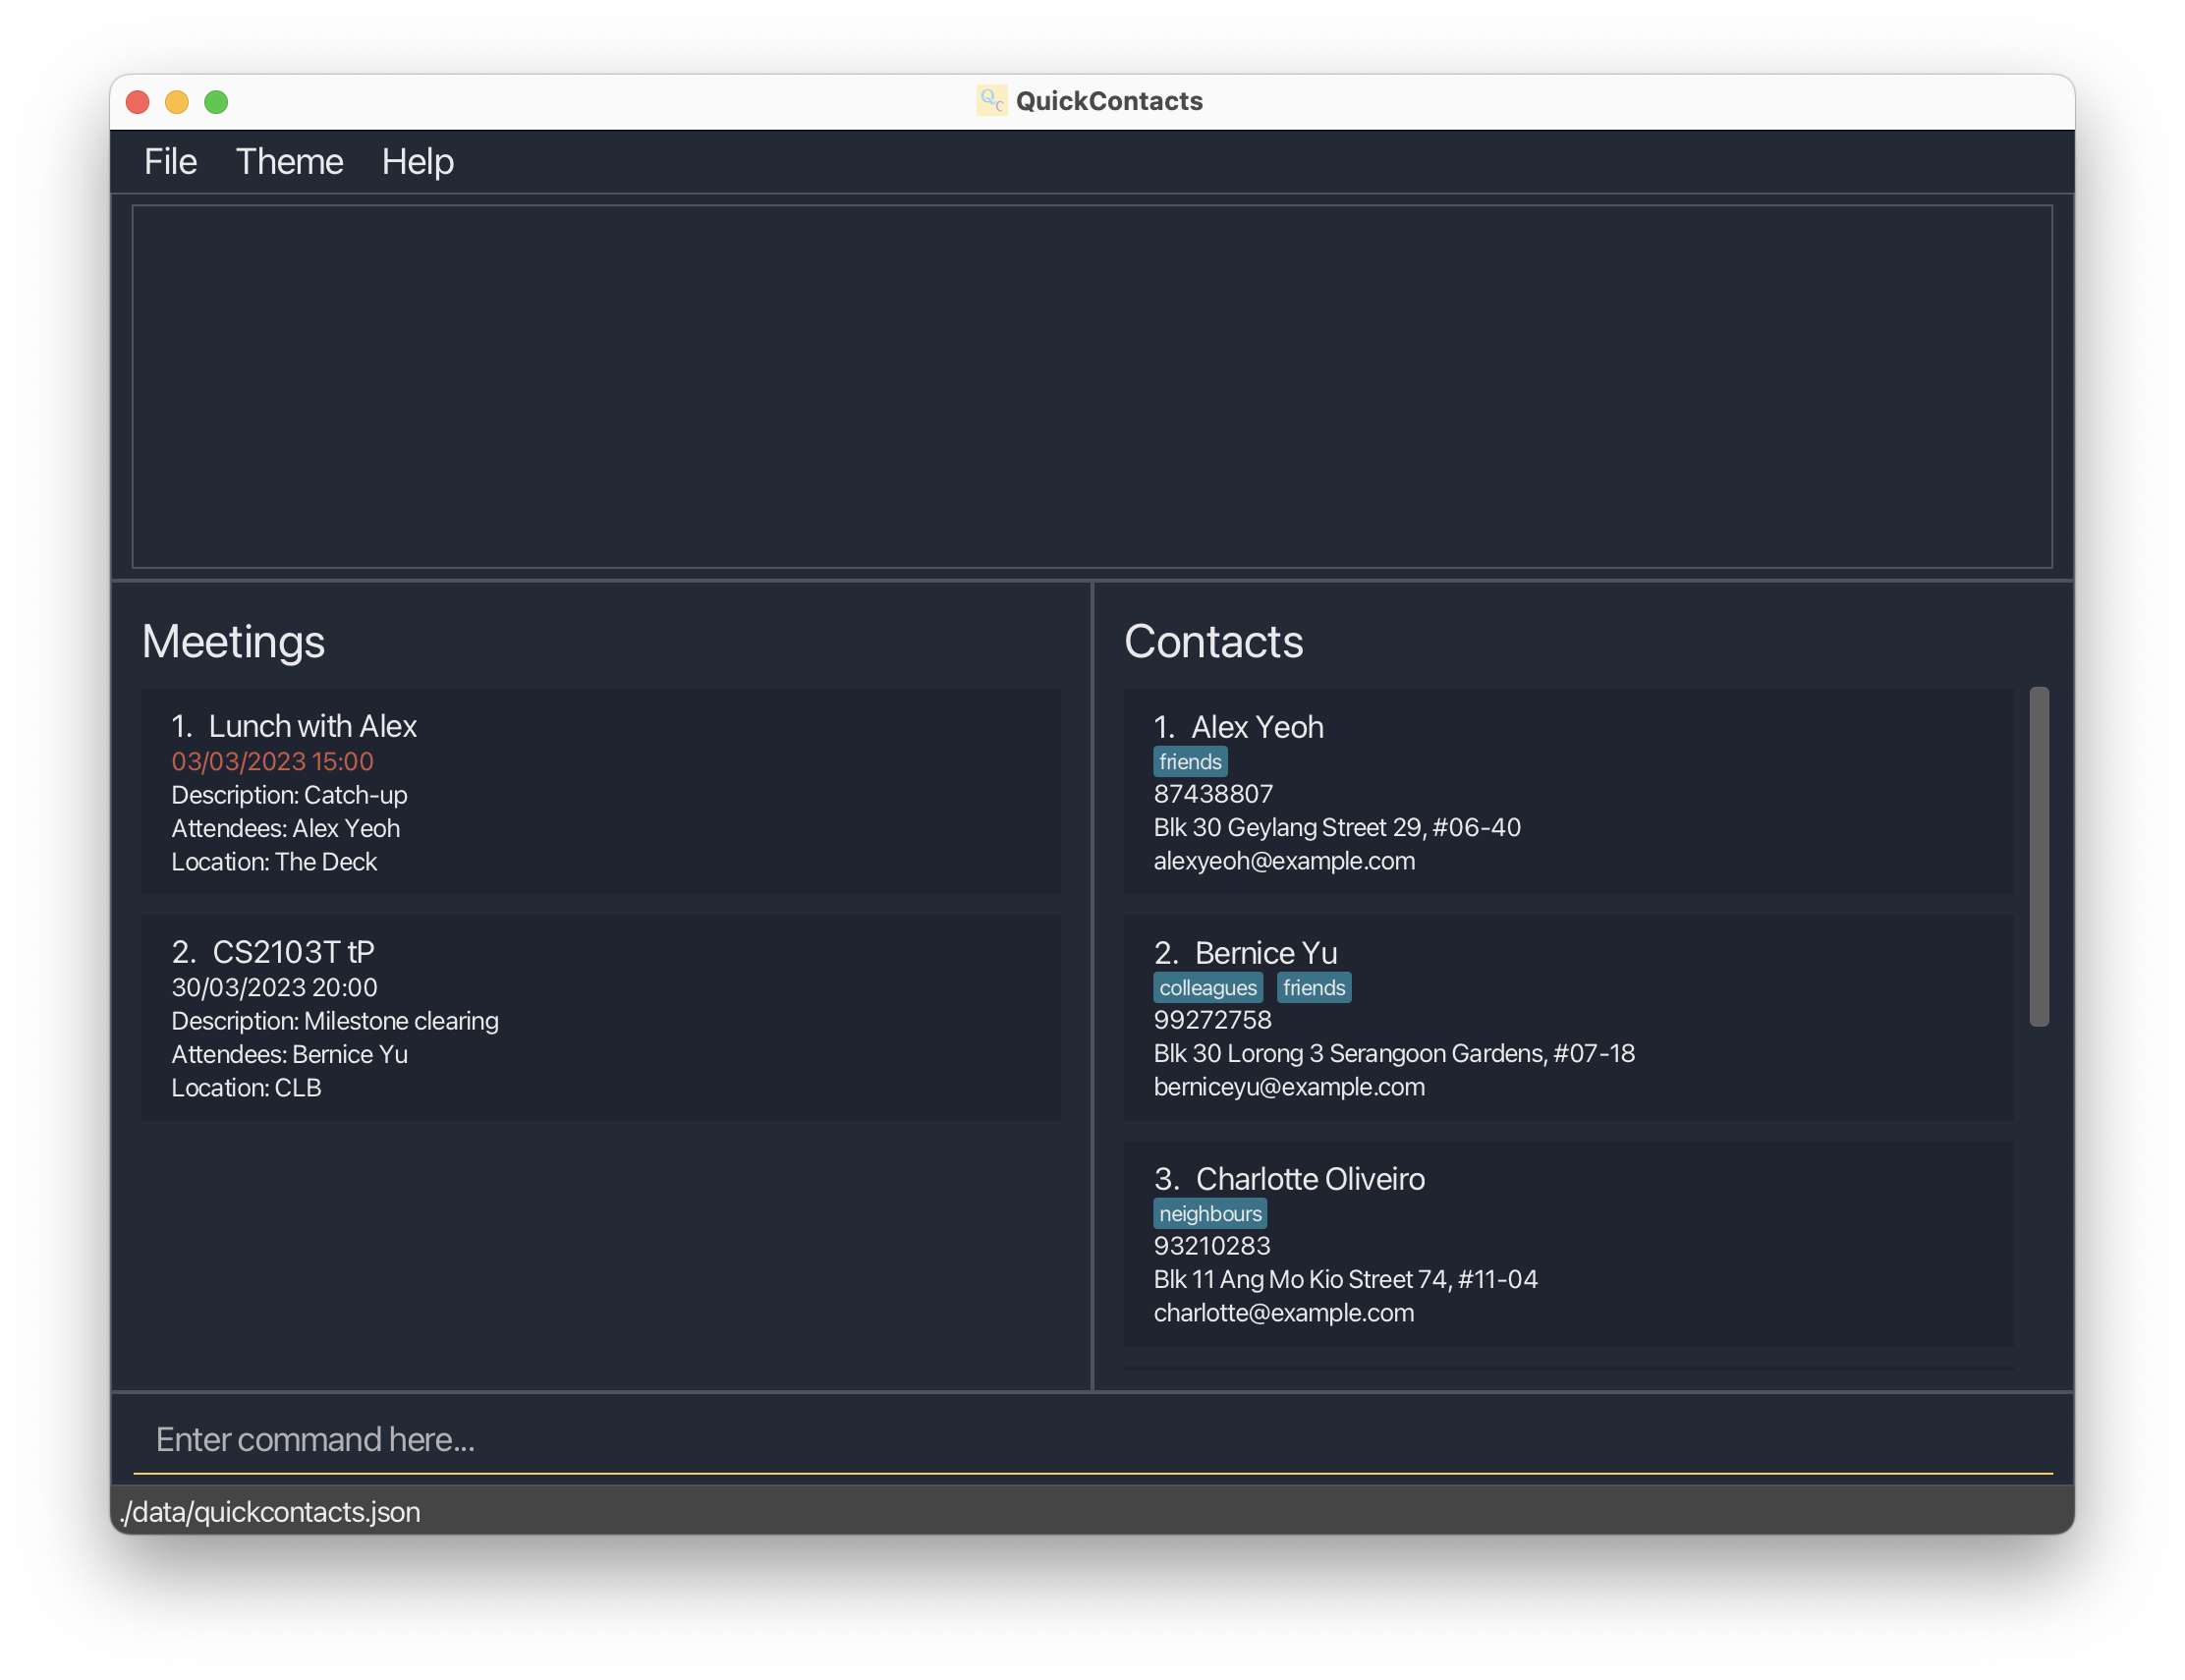 QC QuickContacts
File Theme Help
Meetings
1. Lunch with Alex
03/03/2023 15:00
Description: Catch-up
Attendees: Alex Yeoh
Location: The Deck
2. CS2103T tP
30/03/2023 20:00
Description: Milestone clearing
Attendees: Bernice Yu
Location: CLB
Contacts
1. Alex Yeoh
friends
87438807
Blk 30 Geylang Street 29, #06-40
alexyeoh@example.com
2. Bernice Yu
colleagues friends
99272758
Blk 30 Lorong 3 Serangoon Gardens, #07-18
berniceyu@example.com
3. Charlotte Oliveiro
neighbours
93210283
Blk 11 Ang Mo Kio Street 74, #11-04
charlotte@example.com
Enter command here...
./data/quickcontacts.json